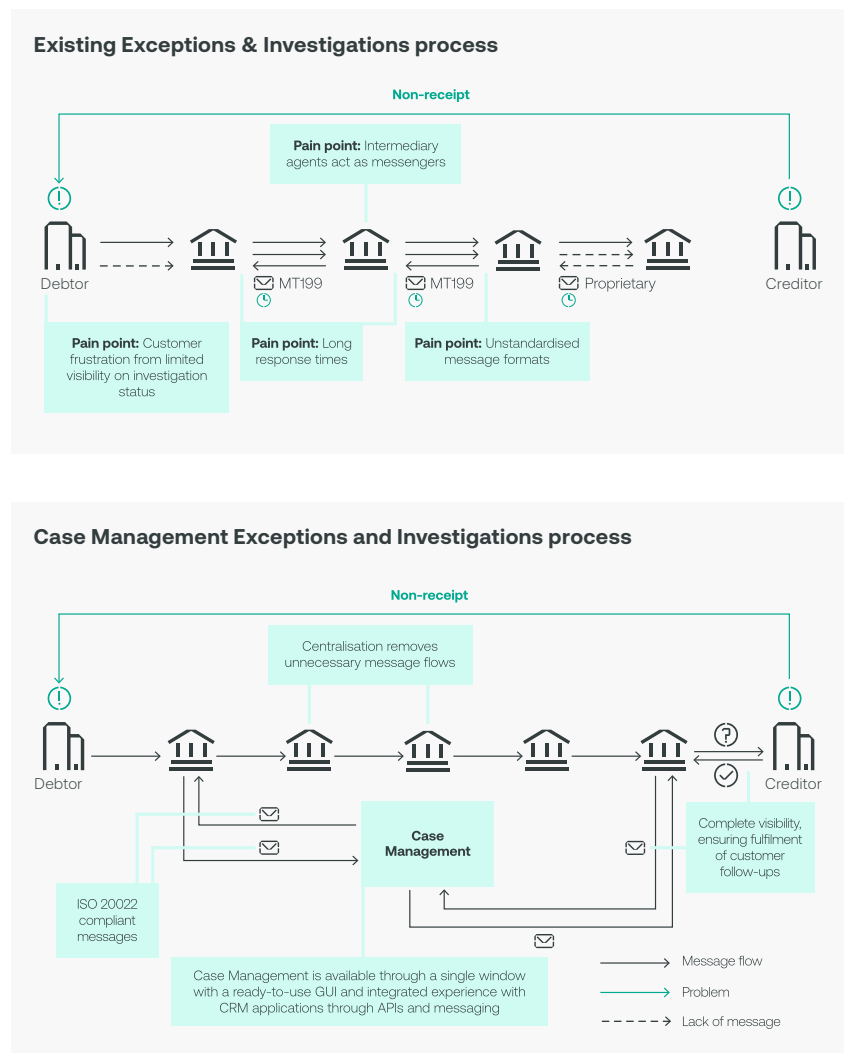 Existing Exceptions & Investigations process
Non-receipt
Pain point: Intermediary
agents act as messengers
Debtor
MT199
MT199
Proprietary
Creditor
Pain point: Customer
frustration from limited
visibility on investigation
status
Pain point: Long
response times
Pain point: Unstandardised
message formats
Case Management Exceptions and Investigations process
Non-receipt
Centralisation removes
unnecessary message flows
Debtor
?
Creditor
Case
Management
Complete visibility,
ensuring fulfilment
of customer
follow-ups
ISO 20022
compliant
messages
Case Management is available through a single window
with a ready-to-use GUI and integrated experience with
CRM applications through APIs and messaging
Message flow
Problem
Lack of message